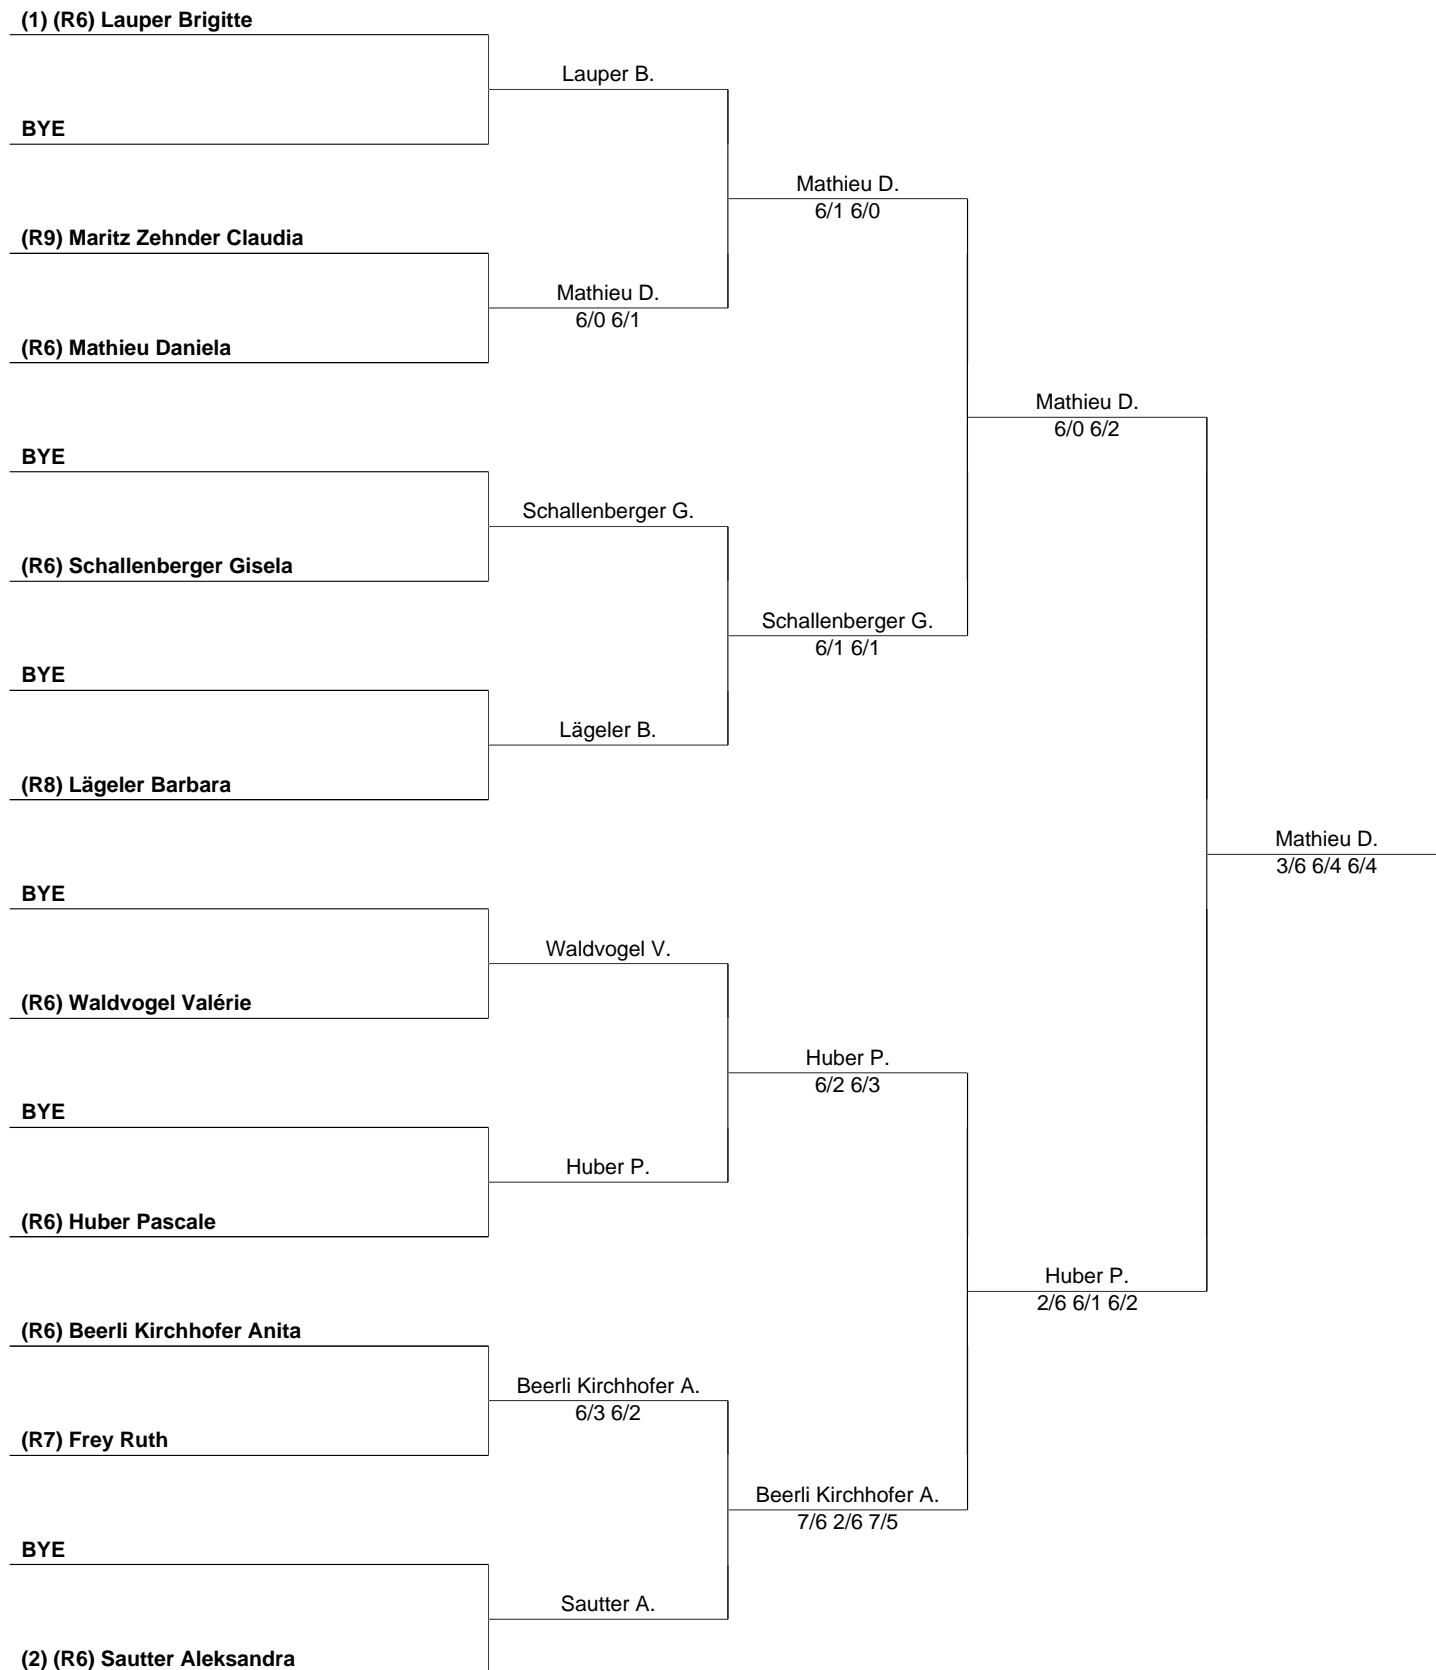 (1) (R6) Lauper Brigitte
Lauper B.
BYE
Mathieu D.
6/1 6/0
(R9) Maritz Zehnder Claudia
Mathieu D.
6/0 6/1
(R6) Mathieu Daniela
Mathieu D.
6/0 6/2
BYE
Schallenberger G.
(R6) Schallenberger Gisela
Schallenberger G.
6/1 6/1
BYE
Lägeler B.
(R8) Lägeler Barbara
Mathieu D.
3/6 6/4 6/4
BYE
Waldvogel V.
(R6) Waldvogel Valérie
Huber P.
6/2 6/3
BYE
Huber P.
(R6) Huber Pascale
Huber P.
2/6 6/1 6/2
(R6) Beerli Kirchhofer Anita
Beerli Kirchhofer A.
6/3 6/2
(R7) Frey Ruth
Beerli Kirchhofer A.
7/6 2/6 7/5
BYE
Sautter A.
(2) (R6) Sautter Aleksandra